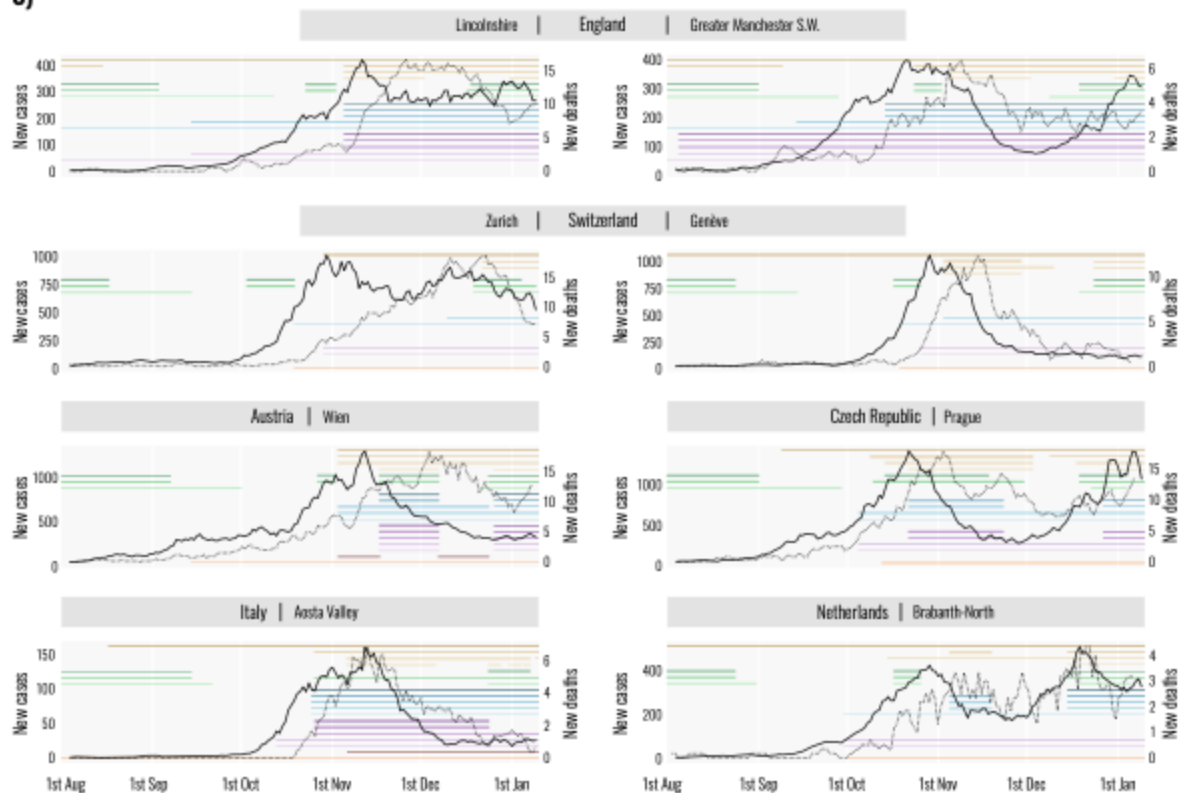 Lincolnshire | England | Greater Manchester S.W.
New cases 400 300 200 100 0 New deaths 15 10 5 0
New cases 400 300 200 100 0 New deaths 6 4 2 0
Zurich | Switzerland | Genève
New cases 1000 750 500 250 0 New deaths 15 10 5 0
New cases 1000 750 500 250 0 New deaths 10 5 0
Austria | Wien
Czech Republic | Prague
New cases 1000 500 0 New deaths 15 10 5 0
New cases 1000 500 0 New deaths 15 10 5 0
Italy | Aosta Valley
Netherlands | Brabanth-North
New cases 150 100 50 0 New deaths 6 4 2 0
New cases 400 200 0 New deaths 4 3 2 1 0
1st Aug 1st Sep 1st Oct 1st Nov 1st Dec 1st Jan
1st Aug 1st Sep 1st Oct 1st Nov 1st Dec 1st Jan